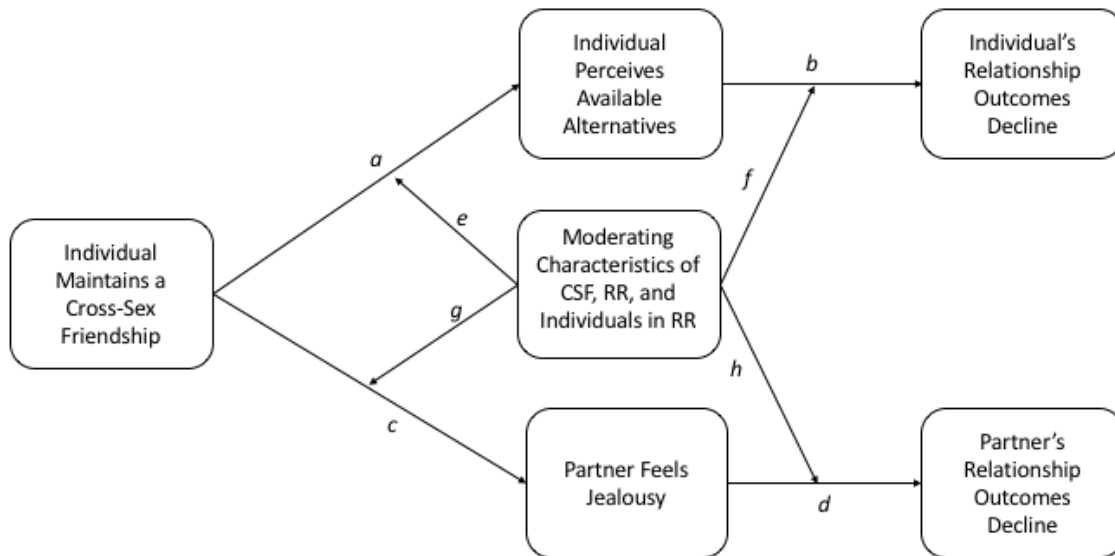 Individual
Perceives
Available
Alternatives
b
Individual’s
Relationship
Outcomes
Decline
a
f
e
Individual
Maintains a
Cross-Sex
Friendship
Moderating
Characteristics of
CSF, RR, and
Individuals in RR
g
h
c
Partner Feels
Jealousy
d
Partner’s
Relationship
Outcomes
Decline